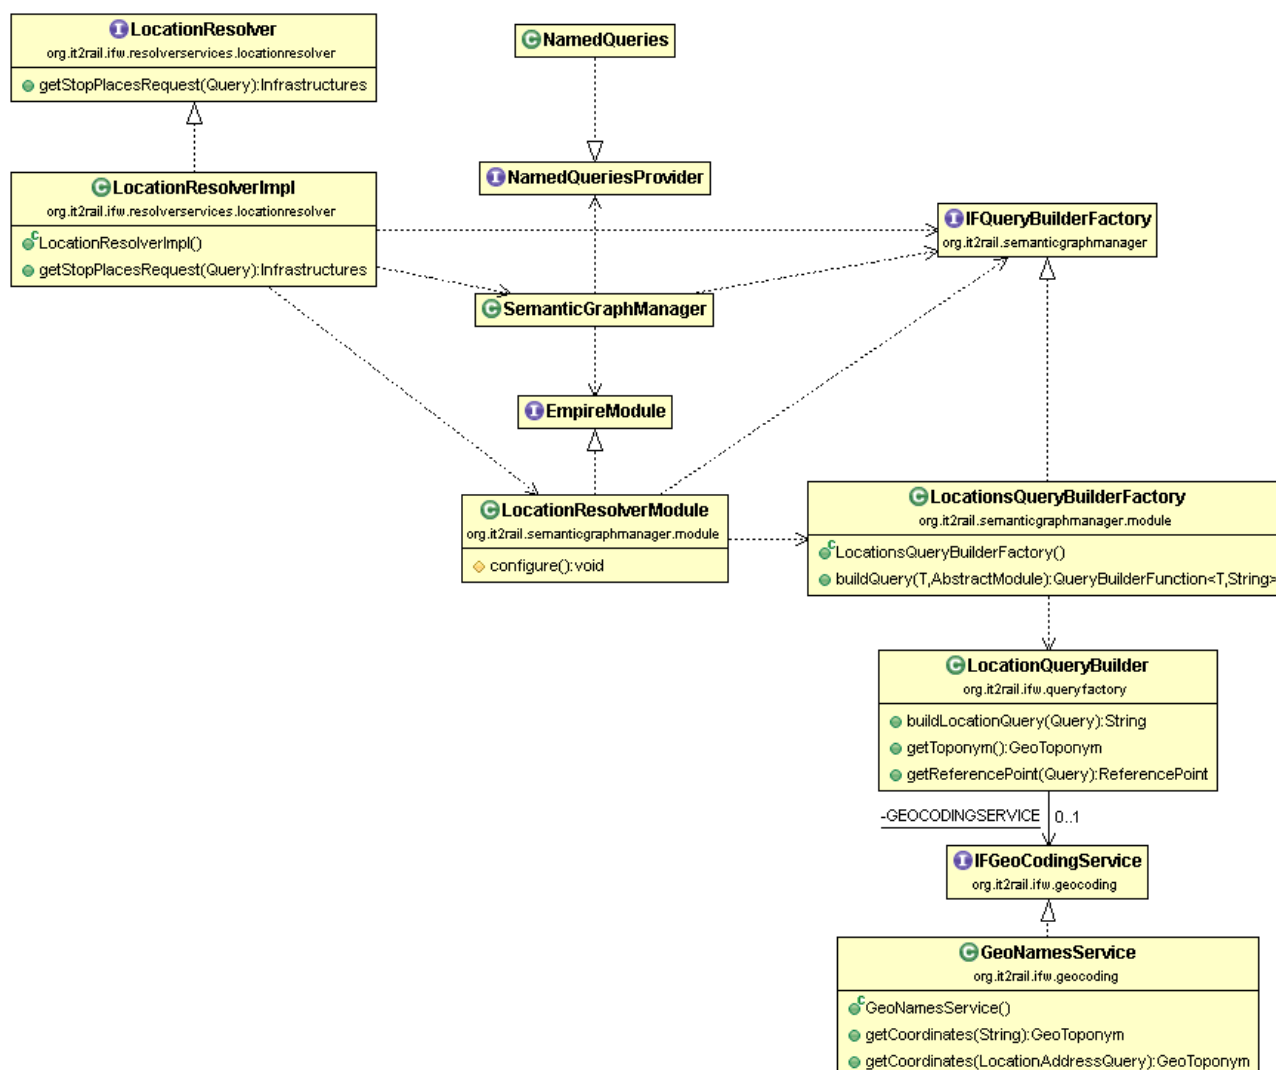 LocationResolver
org.it2rail.ifw.resolverservices.locationresolver
getStopPlacesRequest(Query):Infrastructures
NamedQueries
LocationResolverImpl
org.it2rail.ifw.resolverservices.locationresolver
LocationResolverImpl()
getStopPlacesRequest(Query):Infrastructures
NamedQueriesProvider
IFQueryBuilderFactory
org.it2rail.semanticgraphmanager
SemanticGraphManager
EmpireModule
LocationResolverModule
org.it2rail.semanticgraphmanager.module
configure():void
LocationsQueryBuilderFactory
org.it2rail.semanticgraphmanager.module
LocationsQueryBuilderFactory()
buildQuery(T,AbstractModule):QueryBuilderFunction<T,String>
LocationQueryBuilder
org.it2rail.ifw.queryfactory
buildLocationQuery(Query):String
getToponym():GeoToponym
getReferencePoint(Query):ReferencePoint
-GEOCODINGSERVICE 0..1
IFGeoCodingService
org.it2rail.ifw.geocoding
GeoNamesService
org.it2rail.ifw.geocoding
GeoNamesService()
getCoordinates(String):GeoToponym
getCoordinates(LocationAddressQuery):GeoToponym